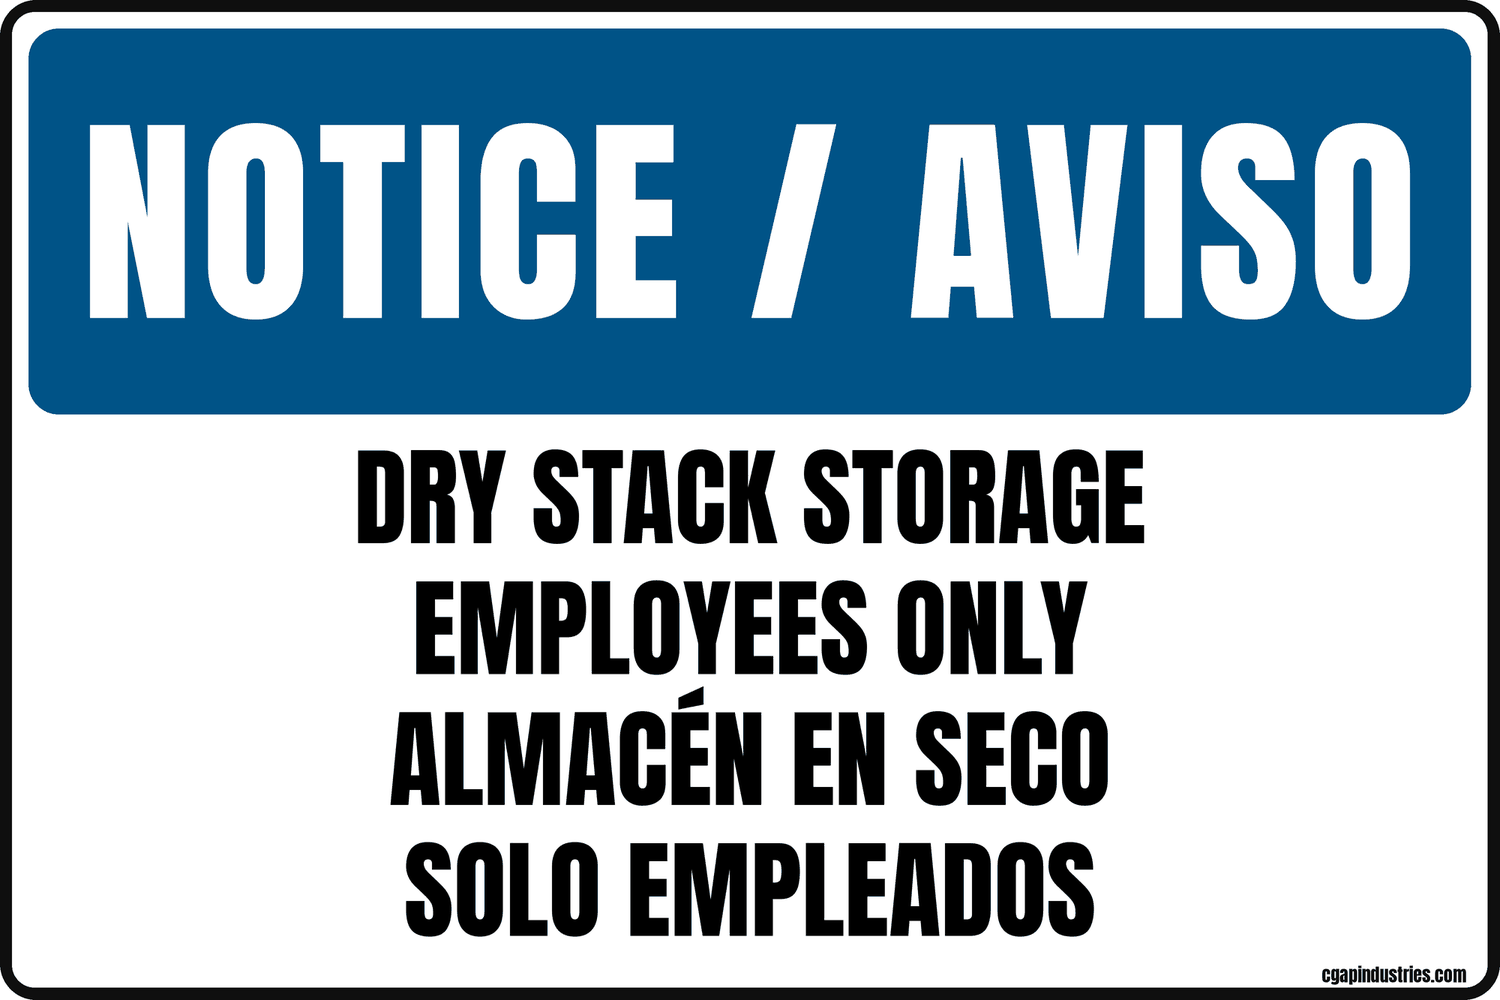 NOTICE / AVISO
DRY STACK STORAGE
EMPLOYEES ONLY
ALMACÉN EN SECO
SOLO EMPLEADOS
cgapindustries.com